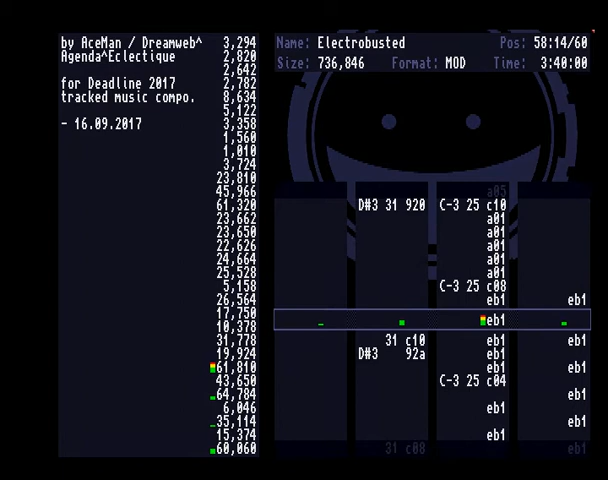 by AceMan / Dreamweb^ 3,294
Agenda^Eclectique 2,820
2,642
for Deadline 2017 2,782
tracked music compo. 8,634
5,122
- 16.09.2017 3,358
1,560
1,010
3,724
23,810
45,966
61,320
23,662
23,650
22,626
24,664
25,528
5,158
26,564
17,750
10,378
31,778
19,924
61,810
43,650
64,784
6,046
35,114
15,374
60,060
Name: Electrobusted Pos: 58:14/60
Size: 736,846 Format: MOD Time: 3:40:00
a05
D#3 31 920 C-3 25 c10
a01
a01
a01
a01
a01
C-3 25 c08
eb1 eb1
eb1
31 c10 eb1 eb1
D#3 92a eb1
eb1 eb1
C-3 25 c04
eb1
eb1 eb1
eb1
eb1
31 c08 eb1